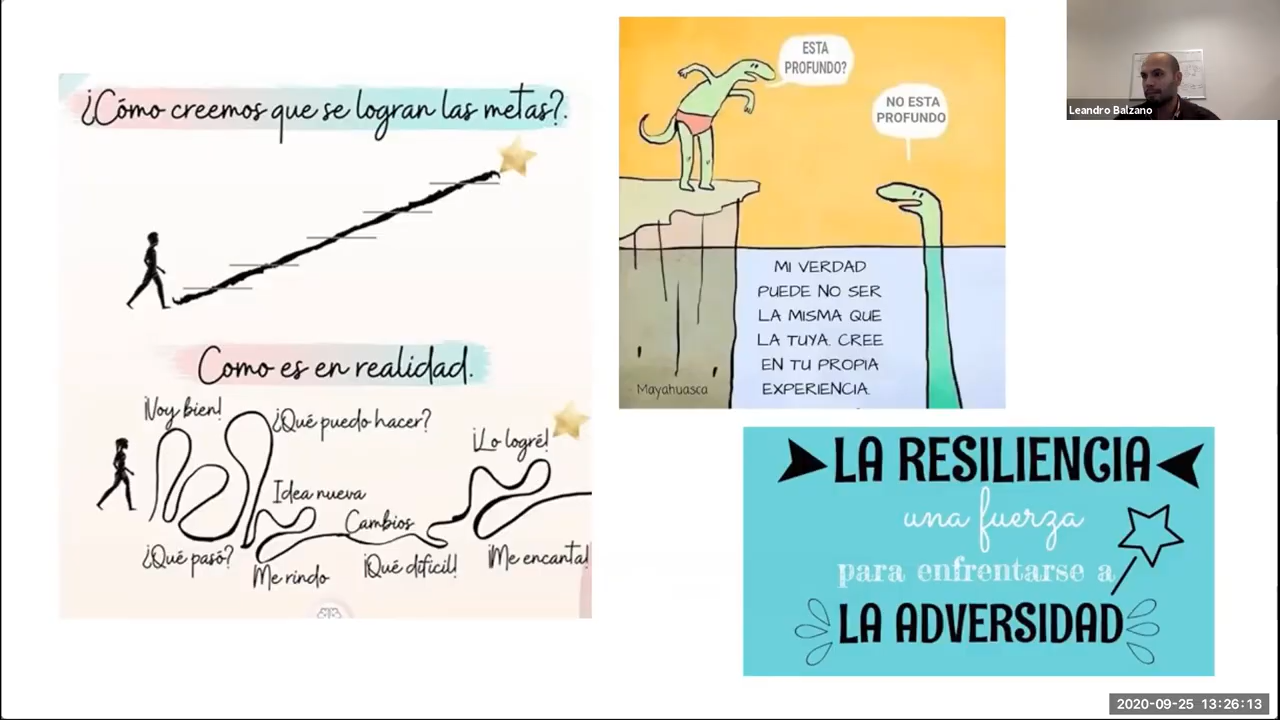 ¿Cómo creemos que se logran las metas?.
Como es en realidad.
¡Voy bien!
¿Qué puedo hacer?
¡Lo logré!
Idea nueva
Cambios
¿Qué pasó?
Me rindo
¡Qué difícil!
¡Me encanta!
ESTA
PROFUNDO?
NO ESTA
PROFUNDO
MI VERDAD
PUEDE NO SER
LA MISMA QUE
LA TUYA. CREE
EN TU PROPIA
EXPERIENCIA.
Mayahuasca
LA RESILIENCIA
una fuerza
para enfrentarse a
LA ADVERSIDAD
Leandro Balzano
2020-09-25 13:26:13